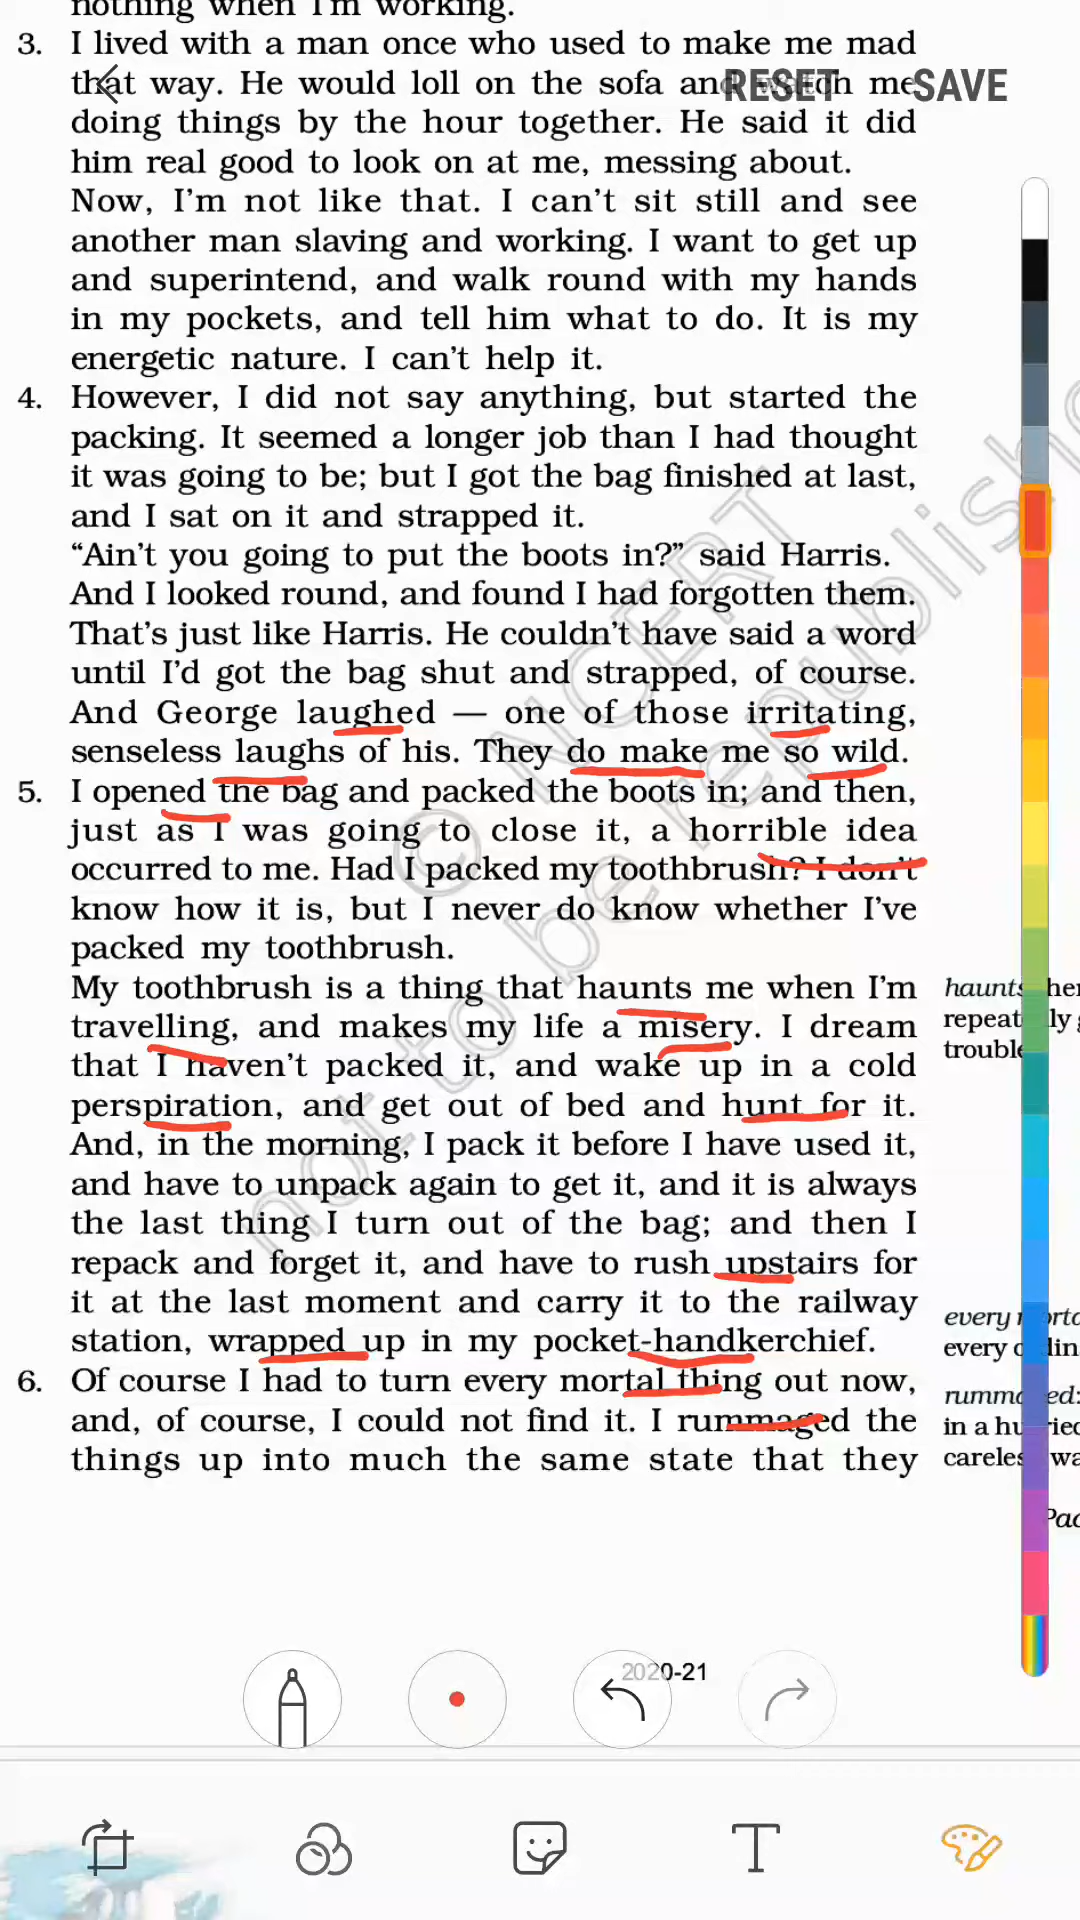 nothing when I'm working.
3. I lived with a man once who used to make me mad
that way. He would loll on the sofa and watch me
RESET SAVE
doing things by the hour together. He said it did
him real good to look on at me, messing about.
Now, I'm not like that. I can't sit still and see
another man slaving and working. I want to get up
and superintend, and walk round with my hands
in my pockets, and tell him what to do. It is my
energetic nature. I can't help it.
4. However, I did not say anything, but started the
packing. It seemed a longer job than I had thought
it was going to be; but I got the bag finished at last,
and I sat on it and strapped it.
“Ain't you going to put the boots in?” said Harris.
And I looked round, and found I had forgotten them.
That's just like Harris. He couldn't have said a word
until I'd got the bag shut and strapped, of course.
And George laughed — one of those irritating,
senseless laughs of his. They do make me so wild.
5. I opened the bag and packed the boots in; and then,
just as I was going to close it, a horrible idea
occurred to me. Had I packed my toothbrush? I don't
know how it is, but I never do know whether I've
packed my toothbrush.
My toothbrush is a thing that haunts me when I'm
travelling, and makes my life a misery. I dream
that I haven't packed it, and wake up in a cold
perspiration, and get out of bed and hunt for it.
And, in the morning, I pack it before I have used it,
and have to unpack again to get it, and it is always
the last thing I turn out of the bag; and then I
repack and forget it, and have to rush upstairs for
it at the last moment and carry it to the railway
station, wrapped up in my pocket-handkerchief.
6. Of course I had to turn every mortal thing out now,
and, of course, I could not find it. I rummaged the
things up into much the same state that they
haunts
trouble
every
every
in a
© NCERT
not to be republished
2020-21
T